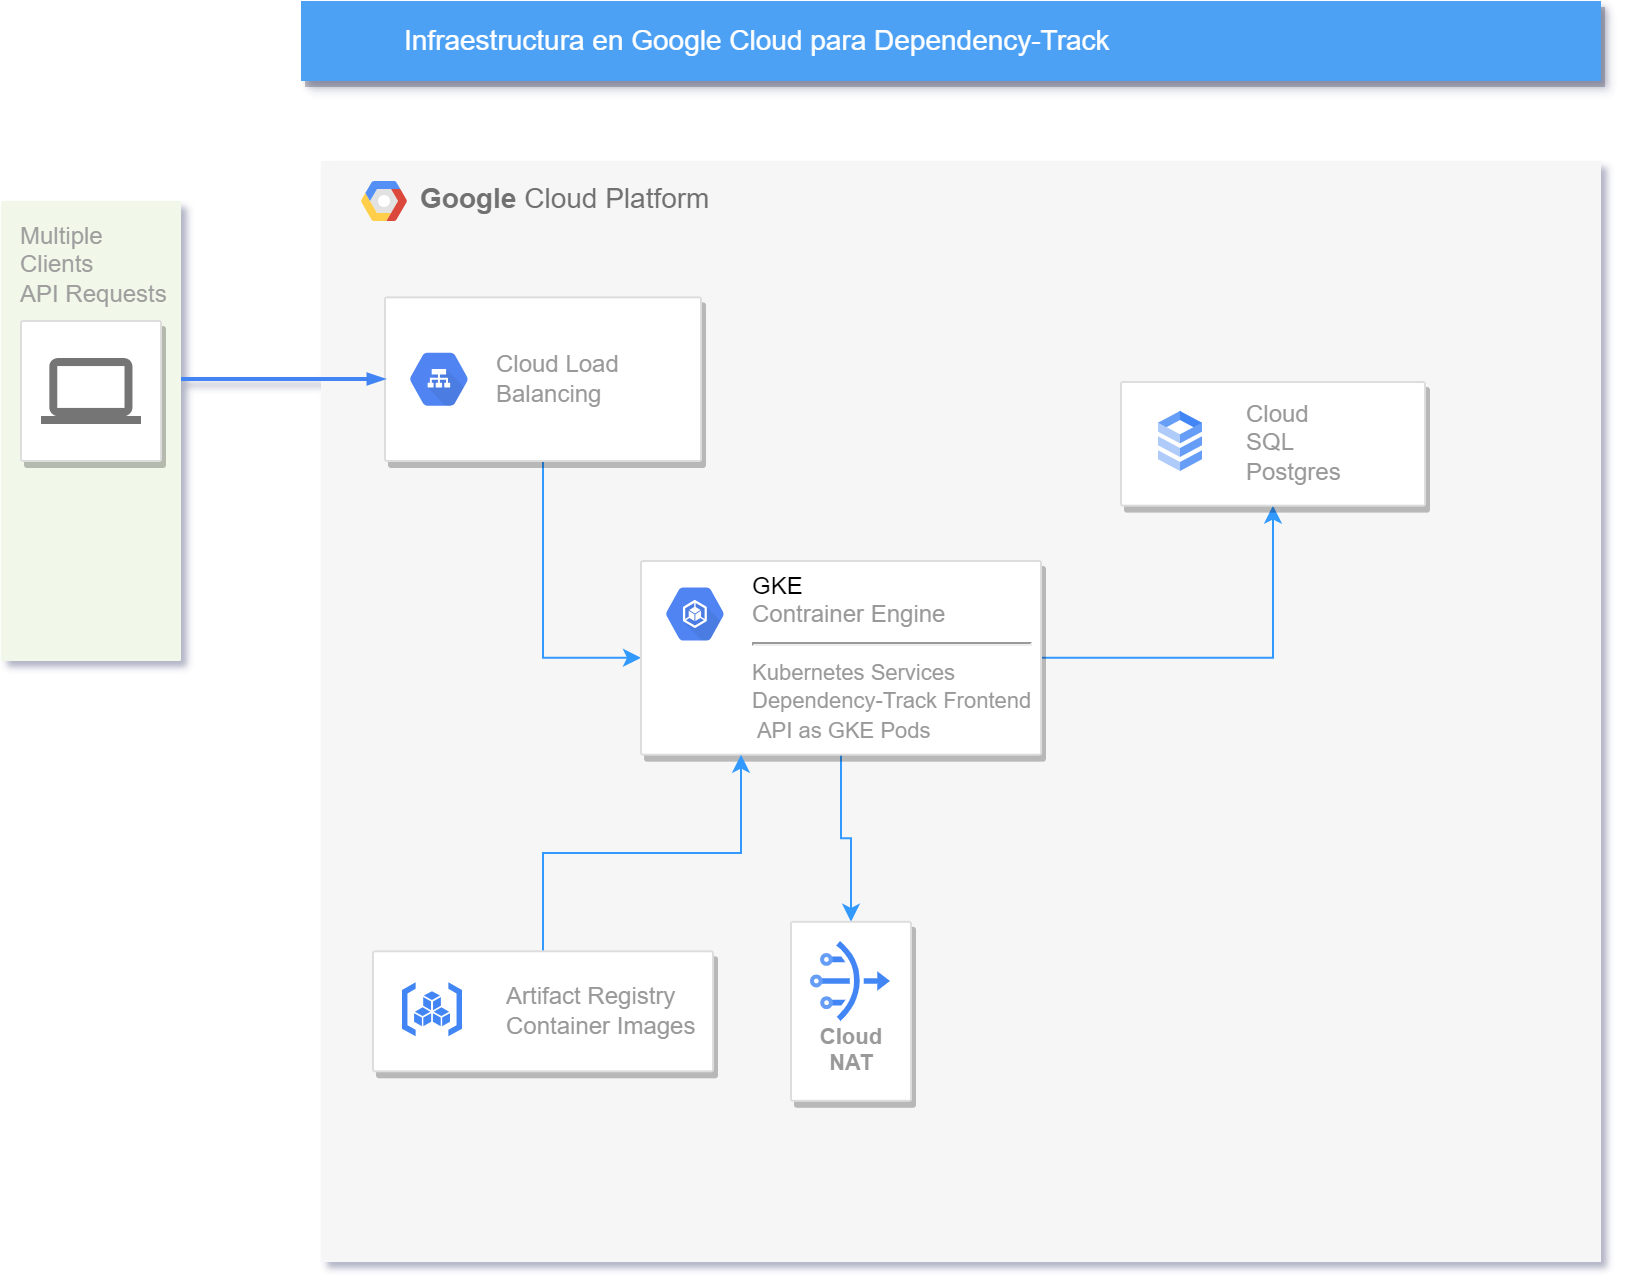 Infraestructura en Google Cloud para Dependency-Track
Google Cloud Platform
Multiple
Clients
API Requests
Cloud Load
Balancing
Cloud
SQL
Postgres
GKE
Contrainer Engine
Kubernetes Services
Dependency-Track Frontend
API as GKE Pods
Artifact Registry
Container Images
Cloud
NAT